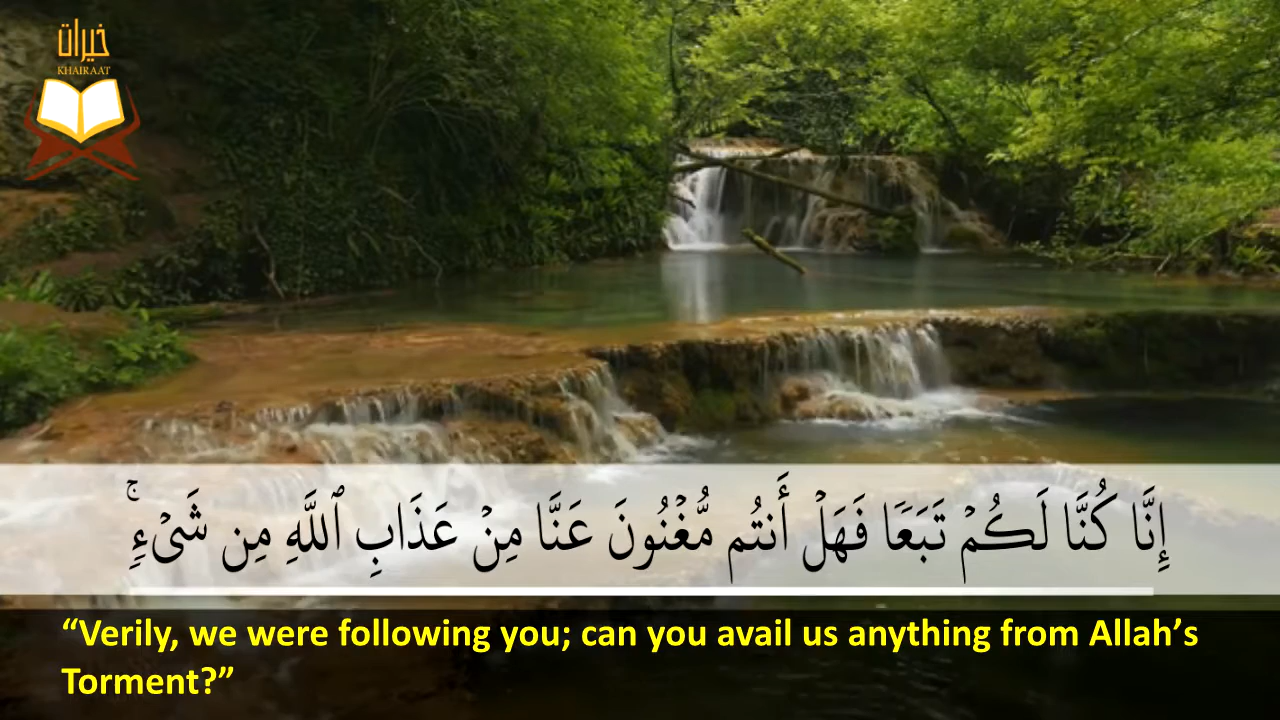 خيرات
KHAIRAAT
إِنَّا كُنَّا لَكُمۡ تَبَعٗا فَهَلۡ أَنتُم مُّغۡنُونَ عَنَّا مِنۡ عَذَابِ ٱللَّهِ مِن شَيۡءٖۚ
“Verily, we were following you; can you avail us anything from Allah’s
Torment?”